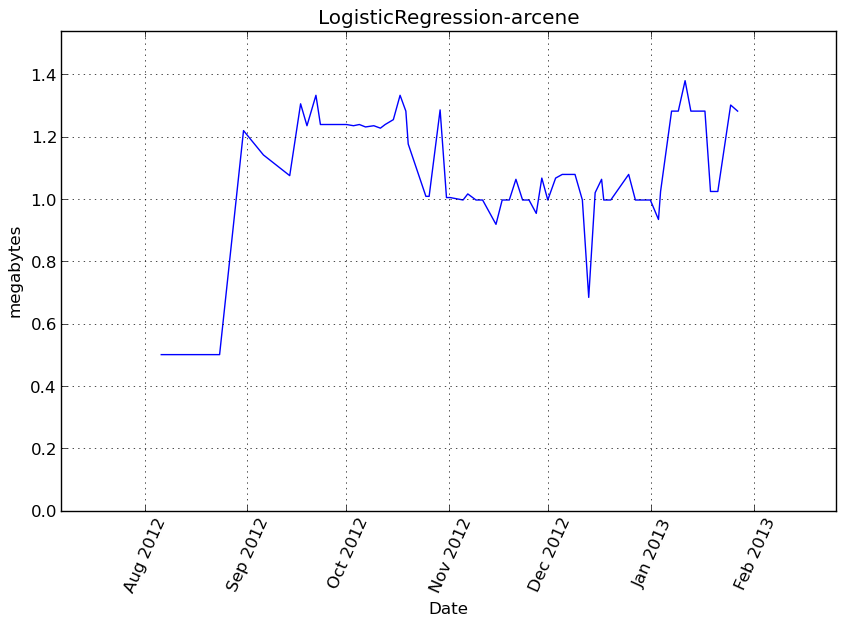 LogisticRegression-arcene
megabytes
1.4
1.2
1.0
0.8
0.6
0.4
0.2
0.0
Aug 2012
Sep 2012
Oct 2012
Nov 2012
Dec 2012
Jan 2013
Feb 2013
Date